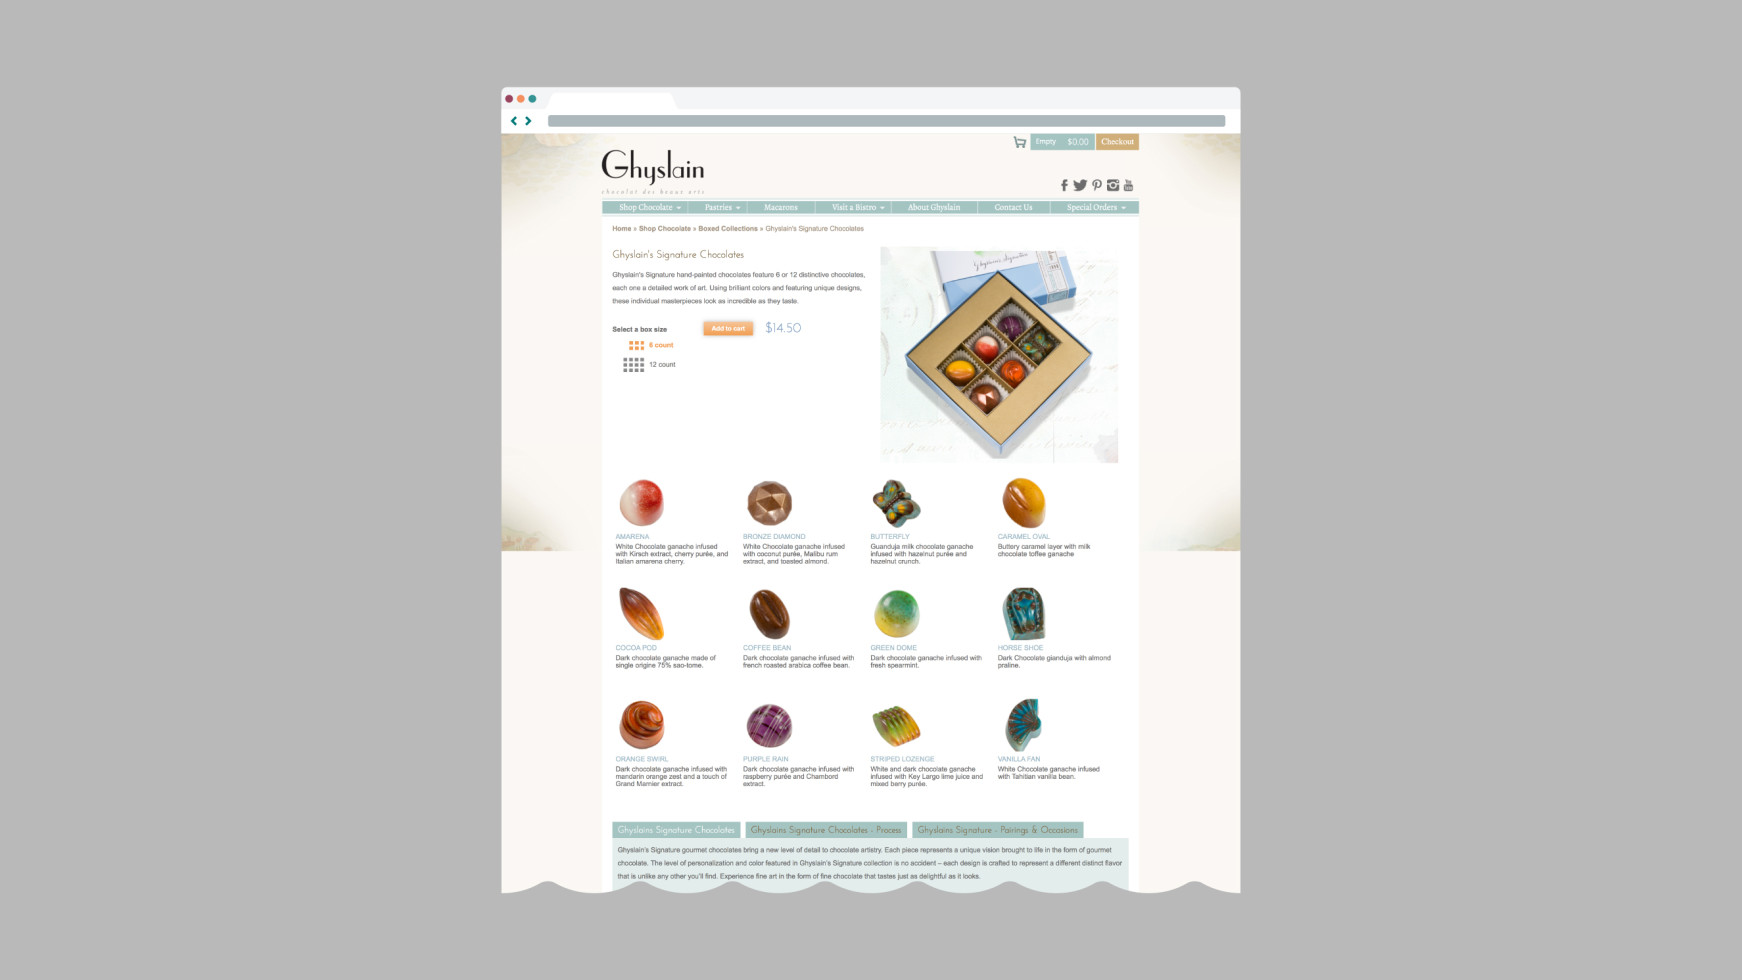 Empty $0.00 Checkout
Ghyslain
chocolat des beaux arts
Shop Chocolate Pastries Macarons Visit a Bistro About Ghyslain Contact Us Special Orders
Home » Shop Chocolate » Boxed Collections » Ghyslain's Signature Chocolates
Ghyslain's Signature Chocolates
Ghyslain's Signature hand-painted chocolates feature 6 or 12 distinctive chocolates,
each one a detailed work of art. Using brilliant colors and featuring unique designs,
these individual masterpieces look as incredible as they taste.
Select a box size
Add to cart
$14.50
6 count
12 count
AMARENA
White Chocolate ganache infused
with Kirsch extract, cherry purée, and
Italian amarena cherry.
BRONZE DIAMOND
White Chocolate ganache infused
with coconut purée, Malibu rum
extract, and toasted almond.
BUTTERFLY
Guanduja milk chocolate ganache
infused with hazelnut purée and
hazelnut crunch.
CARAMEL OVAL
Buttery caramel layer with milk
chocolate toffee ganache
COCOA POD
Dark chocolate ganache made of
single origine 75% sao-tome.
COFFEE BEAN
Dark chocolate ganache infused with
french roasted arabica coffee bean.
GREEN DOME
Dark chocolate ganache infused with
fresh spearmint.
HORSE SHOE
Dark Chocolate gianduja with almond
praline.
ORANGE SWIRL
Dark chocolate ganache infused with
mandarin orange zest and a touch of
Grand Marnier extract.
PURPLE RAIN
Dark chocolate ganache infused with
raspberry purée and Chambord
extract.
STRIPED LOZENGE
White and dark chocolate ganache
infused with Key Largo lime juice and
mixed berry purée.
VANILLA FAN
White Chocolate ganache infused
with Tahitian vanilla bean.
Ghyslains Signature Chocolates
Ghyslains Signature Chocolates - Process
Ghyslains Signature - Pairings & Occasions
Ghyslain's Signature gourmet chocolates bring a new level of detail to chocolate artistry. Each piece represents a unique vision brought to life in the form of gourmet
chocolate. The level of personalization and color featured in Ghyslain's Signature collection is no accident – each design is crafted to represent a different distinct flavor
that is unlike any other you'll find. Experience fine art in the form of fine chocolate that tastes just as delightful as it looks.